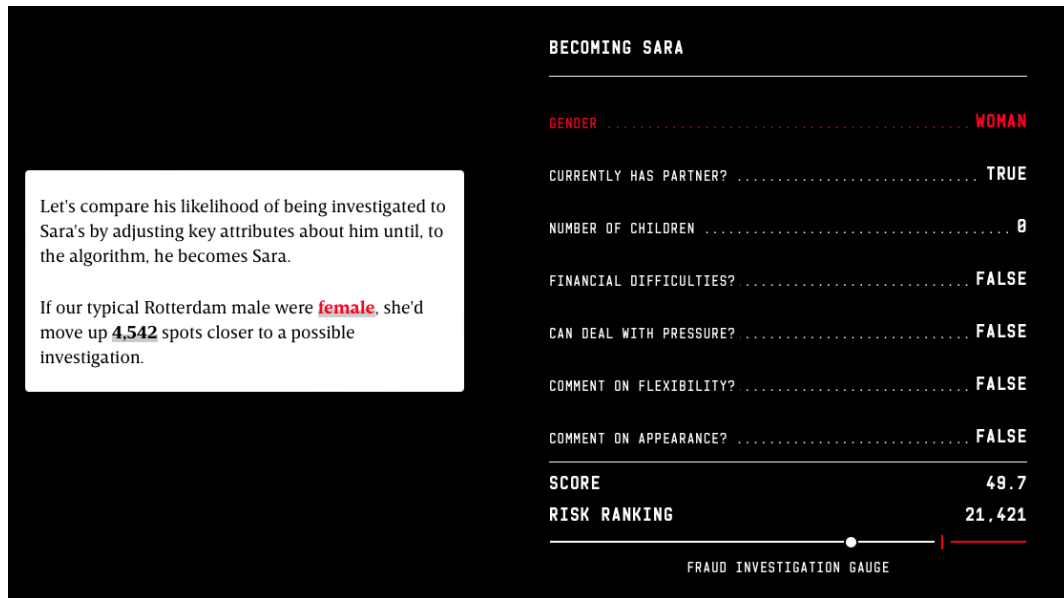 BECOMING SARA
GENDER WOMAN
CURRENTLY HAS PARTNER? TRUE
NUMBER OF CHILDREN 0
FINANCIAL DIFFICULTIES? FALSE
CAN DEAL WITH PRESSURE? FALSE
COMMENT ON FLEXIBILITY? FALSE
COMMENT ON APPEARANCE? FALSE
SCORE 49.7
RISK RANKING 21,421
FRAUD INVESTIGATION GAUGE
Let's compare his likelihood of being investigated to
Sara's by adjusting key attributes about him until, to
the algorithm, he becomes Sara.
If our typical Rotterdam male were female, she'd
move up 4,542 spots closer to a possible
investigation.